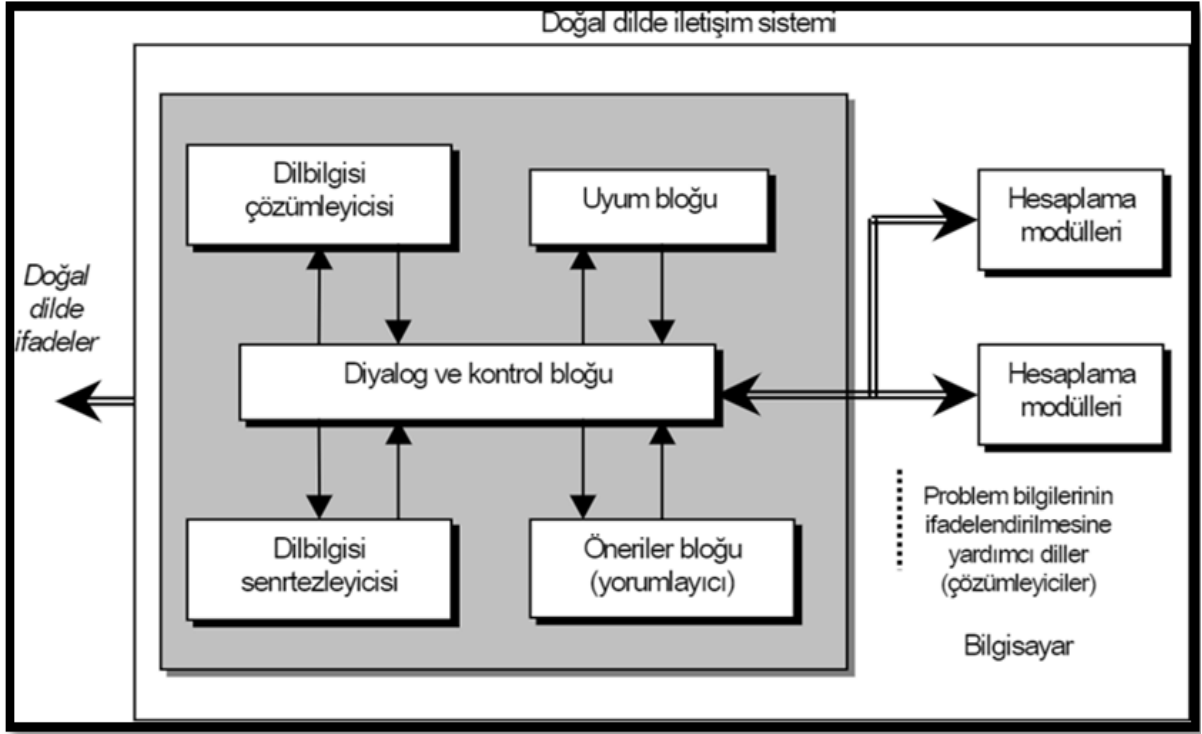 Doğal dilde iletişim sistemi
Dilbilgisi
çözümleyicisi
Uyum bloğu
Hesaplama
modülleri
Doğal
dilde
ifadeler
Diyalog ve kontrol bloğu
Hesaplama
modülleri
Dilbilgisi
senrtezleyicisi
Öneriler bloğu
(yorumlayıcı)
Problem bilgilerinin
ifadelendirilmesine
yardımcı diller
(çözümleyiciler)
Bilgisayar